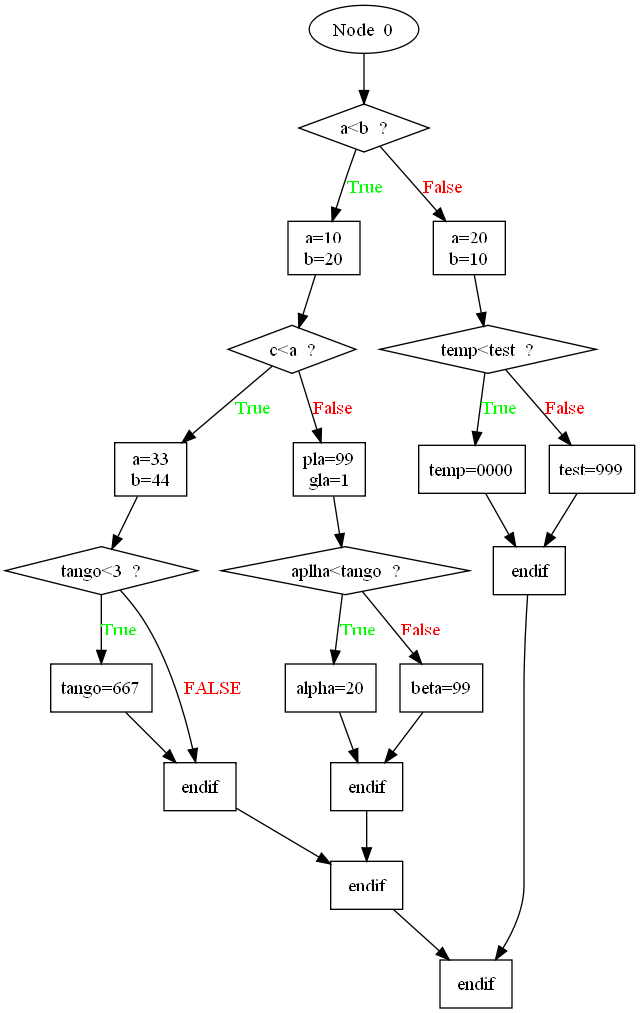 Node 0
a<b ?
True
False
a=10
b=20
a=20
b=10
c<a ?
temp<test ?
True
False
True
False
a=33
b=44
pla=99
gla=1
temp=0000
test=999
tango<3 ?
aplha<tango ?
endif
True
True
False
tango=667
FALSE
alpha=20
beta=99
endif
endif
endif
endif